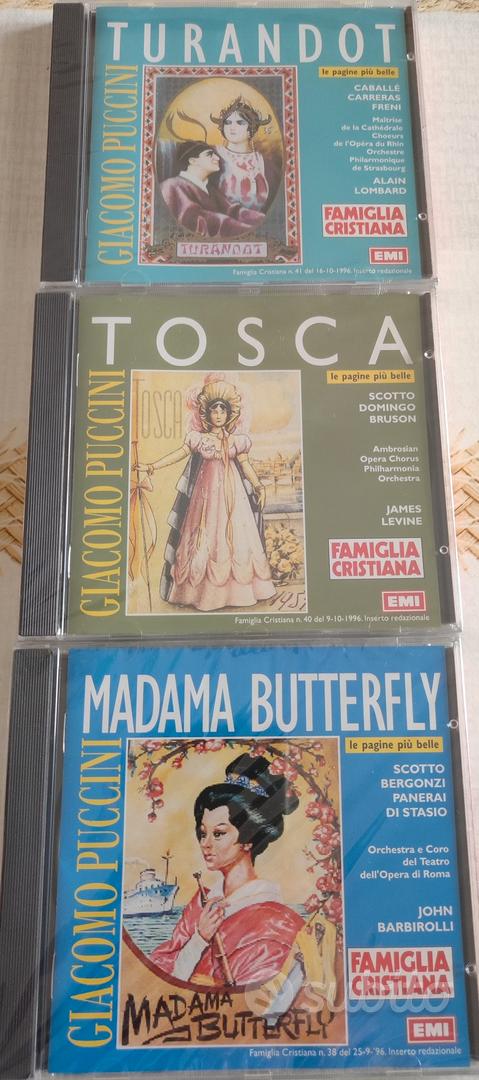 TURANDOT
GIACOMO PUCCINI
le pagine più belle
CABALLÉ
CARRERAS
FRENI
Maîtrise
de la Cathédrale
Choeurs
de l'Opéra du Rhin
Orchestre
Philharmonique
de Strasbourg
ALAIN
LOMBARD
TURANDOT
FAMIGLIA
CRISTIANA
EMI
Famiglia Cristiana n. 41 del 16-10-1996. Inserto redazionale
TOSCA
GIACOMO PUCCINI
le pagine più belle
TOSCA
SCOTTO
DOMINGO
BRUSON
Ambrosian
Opera Chorus
Philharmonia
Orchestra
JAMES
LEVINE
FAMIGLIA
CRISTIANA
EMI
Famiglia Cristiana n. 40 del 9-10-1996. Inserto redazionale
MADAMA BUTTERFLY
GIACOMO PUCCINI
le pagine più belle
SCOTTO
BERGONZI
PANERAI
DI STASIO
Orchestra e Coro
del Teatro
dell'Opera di Roma
JOHN
BARBIROLLI
FAMIGLIA
CRISTIANA
MADAMA
BUTTERFLY
subito
EMI
Famiglia Cristiana n. 38 del 25-9-'96. Inserto redazionale